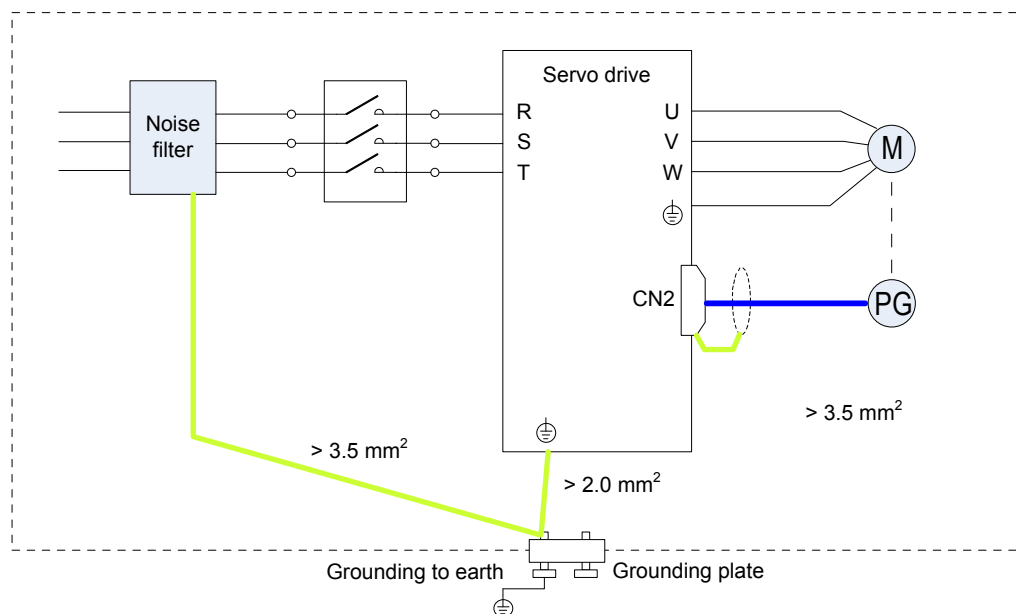 Servo drive
Noise
filter
R
S
T
U
V
W
M
CN2
PG
> 3.5 mm²
> 3.5 mm²
> 2.0 mm²
Grounding to earth
Grounding plate